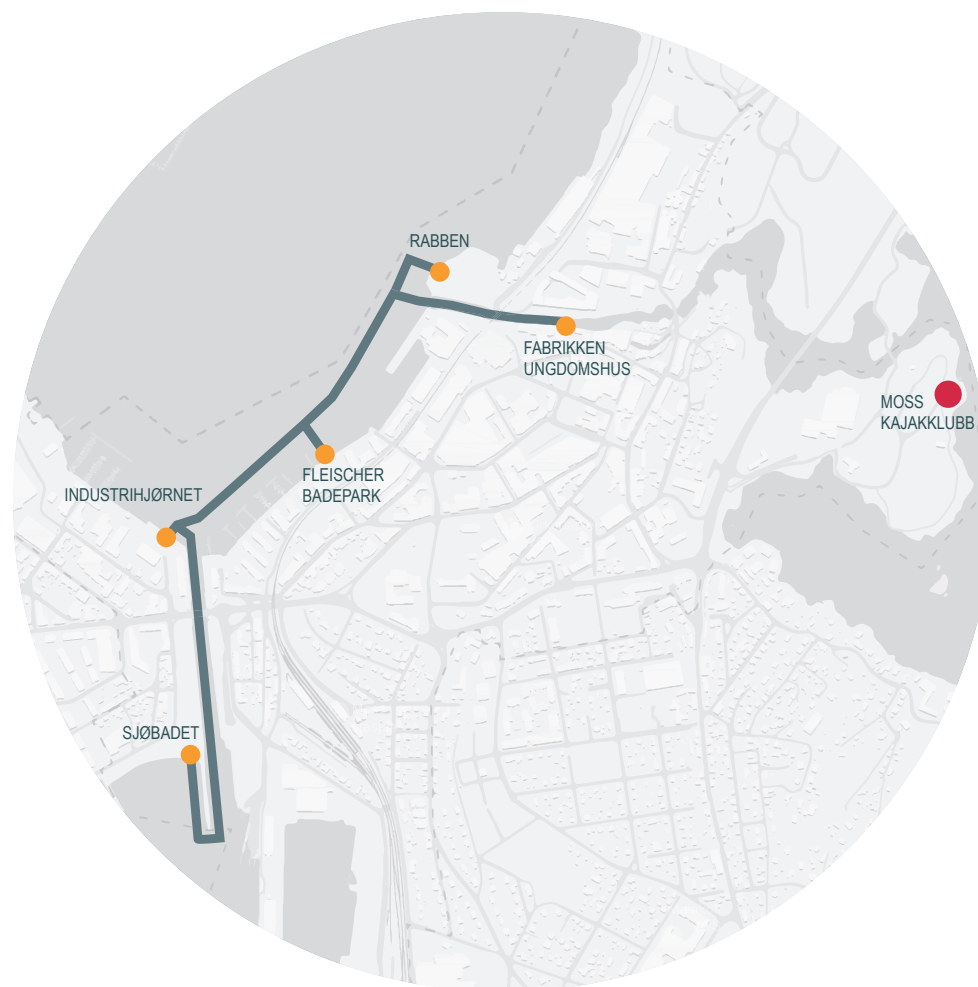 RABBEN
FABRIKKEN
UNGDOMSHUS
MOSS
KAJAKKLUBB
FLEISCHER
BADEPARK
INDUSTRIHJØRNET
SJØBADET